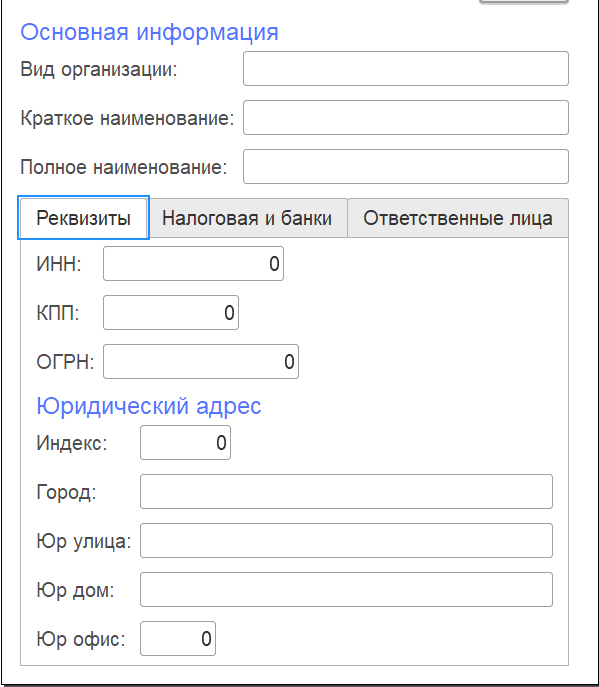 Основная информация
Вид организации:
Краткое наименование:
Полное наименование:
Реквизиты Налоговая и банки Ответственные лица
ИНН: 0
КПП: 0
ОГРН: 0
Юридический адрес
Индекс: 0
Город:
Юр улица:
Юр дом:
Юр офис: 0